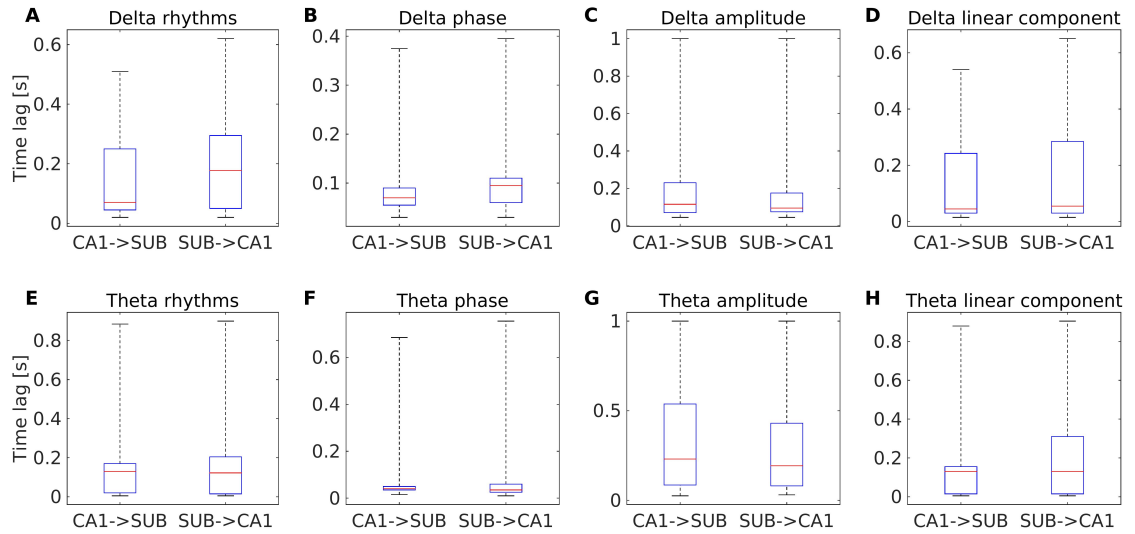 A Delta rhythms
B Delta phase
C Delta amplitude
D Delta linear component
Time lag [s]
0.6
0.4
0.2
0
CA1->SUB SUB->CA1
0.4
0.3
0.2
0.1
CA1->SUB SUB->CA1
1
0.8
0.6
0.4
0.2
0
CA1->SUB SUB->CA1
0.6
0.4
0.2
0
CA1->SUB SUB->CA1
E Theta rhythms
F Theta phase
G Theta amplitude
H Theta linear component
Time lag [s]
0.8
0.6
0.4
0.2
0
CA1->SUB SUB->CA1
0.6
0.4
0.2
0
CA1->SUB SUB->CA1
1
0.5
0
CA1->SUB SUB->CA1
0.8
0.6
0.4
0.2
0
CA1->SUB SUB->CA1